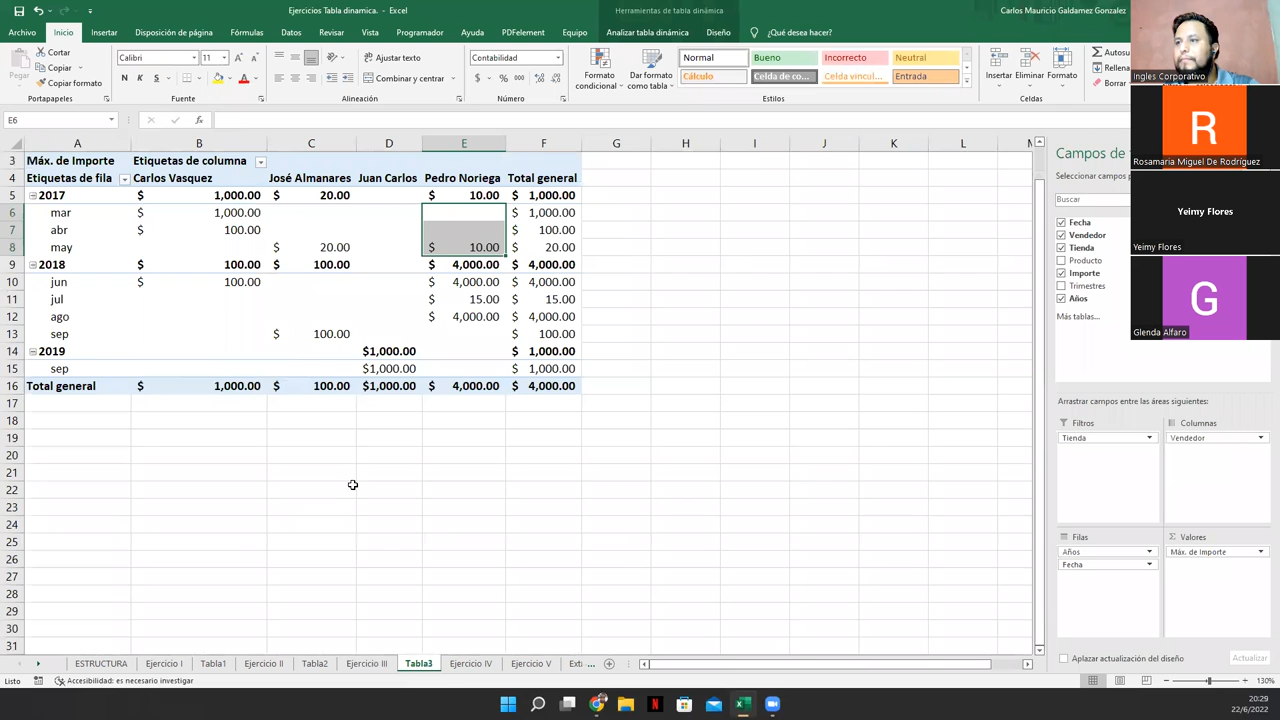 Ejercicios Tabla dinamica. - Excel
Herramientas de tabla dinámica
Carlos Mauricio Galdamez Gonzalez
Archivo Inicio Insertar Disposición de página Fórmulas Datos Revisar Vista Programador Ayuda PDFelement Equipo Analizar tabla dinámica Diseño ¿Qué desea hacer?
Pegar
Cortar
Copiar
Copiar formato
Portapapeles
Calibri 11
N K S
Fuente
Ajustar texto
Combinar y centrar
Alineación
Contabilidad
$ % 000
Número
Formato condicional
Dar formato como tabla
Normal Bueno Incorrecto Neutral
Cálculo Celda de co... Celda vincul... Entrada
Estilos
Insertar Eliminar Formato
Celdas
Autosu
Rellena
Borrar
E6
A B C D E F G H I J K L M
3 Máx. de Importe Etiquetas de columna
4 Etiquetas de fila Carlos Vasquez José Almanares Juan Carlos Pedro Noriega Total general
5 2017 $ 1,000.00 $ 20.00 $ 10.00 $ 1,000.00
6 mar $ 1,000.00 $ 1,000.00
7 abr $ 100.00 $ 100.00
8 may $ 20.00 $ 10.00 $ 20.00
9 2018 $ 100.00 $ 100.00 $ 4,000.00 $ 4,000.00
10 jun $ 100.00 $ 4,000.00 $ 4,000.00
11 jul $ 15.00 $ 15.00
12 ago $ 4,000.00 $ 4,000.00
13 sep $ 100.00 $ 100.00
14 2019 $1,000.00 $ 1,000.00
15 sep $1,000.00 $ 1,000.00
16 Total general $ 1,000.00 $ 100.00 $1,000.00 $ 4,000.00 $ 4,000.00
17
18
19
20
21
22
23
24
25
26
27
28
29
30
31
Campos de
Seleccionar campos p
Buscar
Fecha
Vendedor
Tienda
Producto
Importe
Trimestres
Años
Más tablas...
Arrastrar campos entre las áreas siguientes:
Filtros
Tienda
Columnas
Vendedor
Filas
Años
Fecha
Σ Valores
Máx. de Importe
Aplazar actualización del diseño
Actualizar
Ingles Corporativo
R
Rosamaria Miguel De Rodríguez
Yeimy Flores
Yeimy Flores
G
Glenda Alfaro
ESTRUCTURA Ejercicio I Tabla1 Ejercicio II Tabla2 Ejercicio III Tabla3 Ejercicio IV Ejercicio Exti ...
Listo
Accesibilidad: es necesario investigar
130%
20:29
22/6/2022